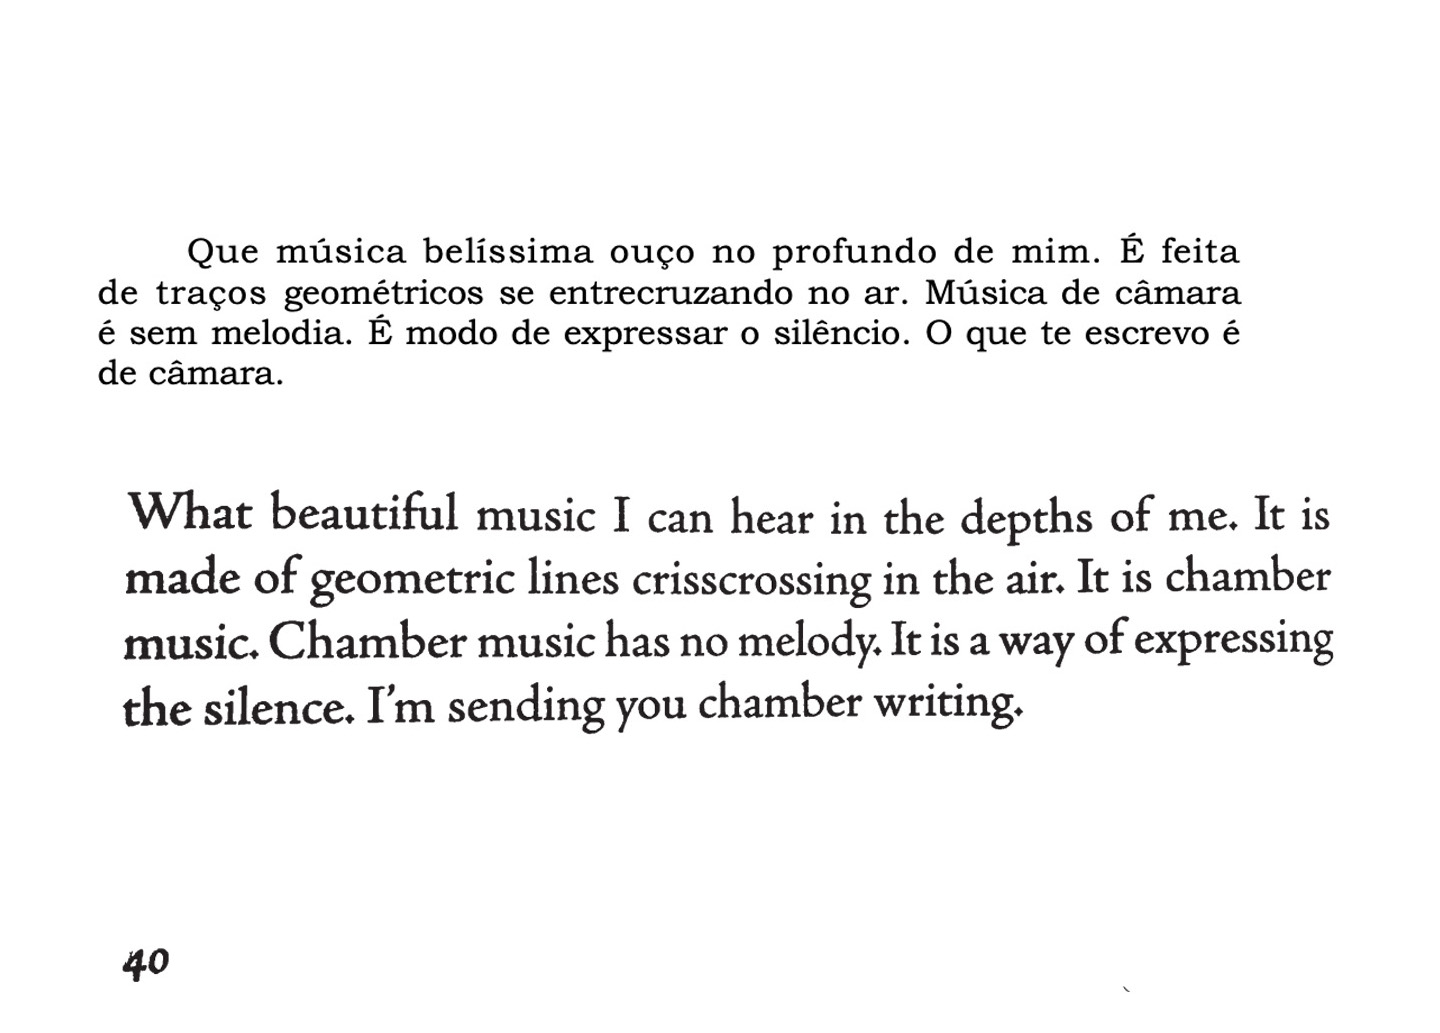 Que música belíssima ouço no profundo de mim. É feita
de traços geométricos se entrecruzando no ar. Música de câmara
é sem melodia. É modo de expressar o silêncio. O que te escrevo é
de câmara.
What beautiful music I can hear in the depths of me. It is
made of geometric lines crisscrossing in the air. It is chamber
music. Chamber music has no melody. It is a way of expressing
the silence. I'm sending you chamber writing.
40